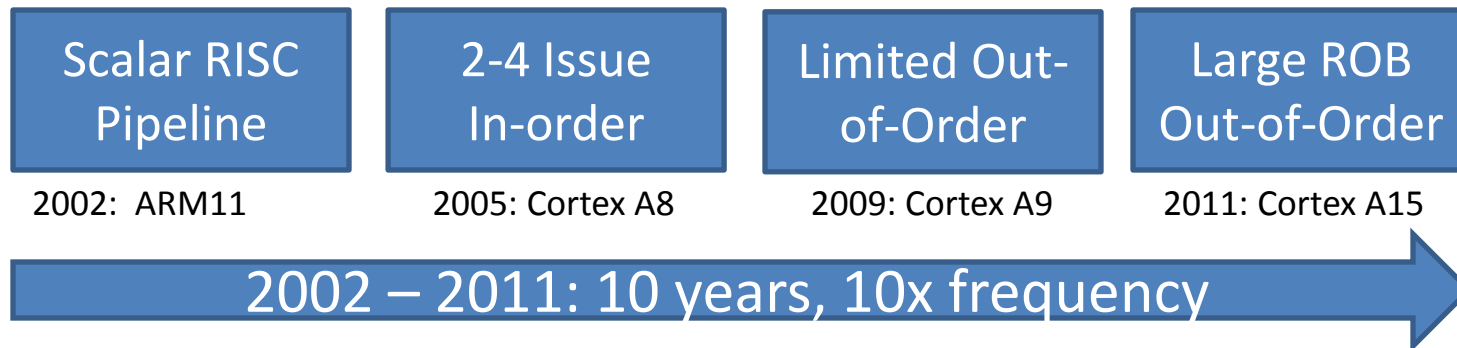 Scalar RISC
Pipeline
2-4 Issue
In-order
Limited Out-
of-Order
Large ROB
Out-of-Order
2002:  ARM11
2005: Cortex A8
2009: Cortex A9
2011: Cortex A15
2002 – 2011: 10 years, 10x frequency